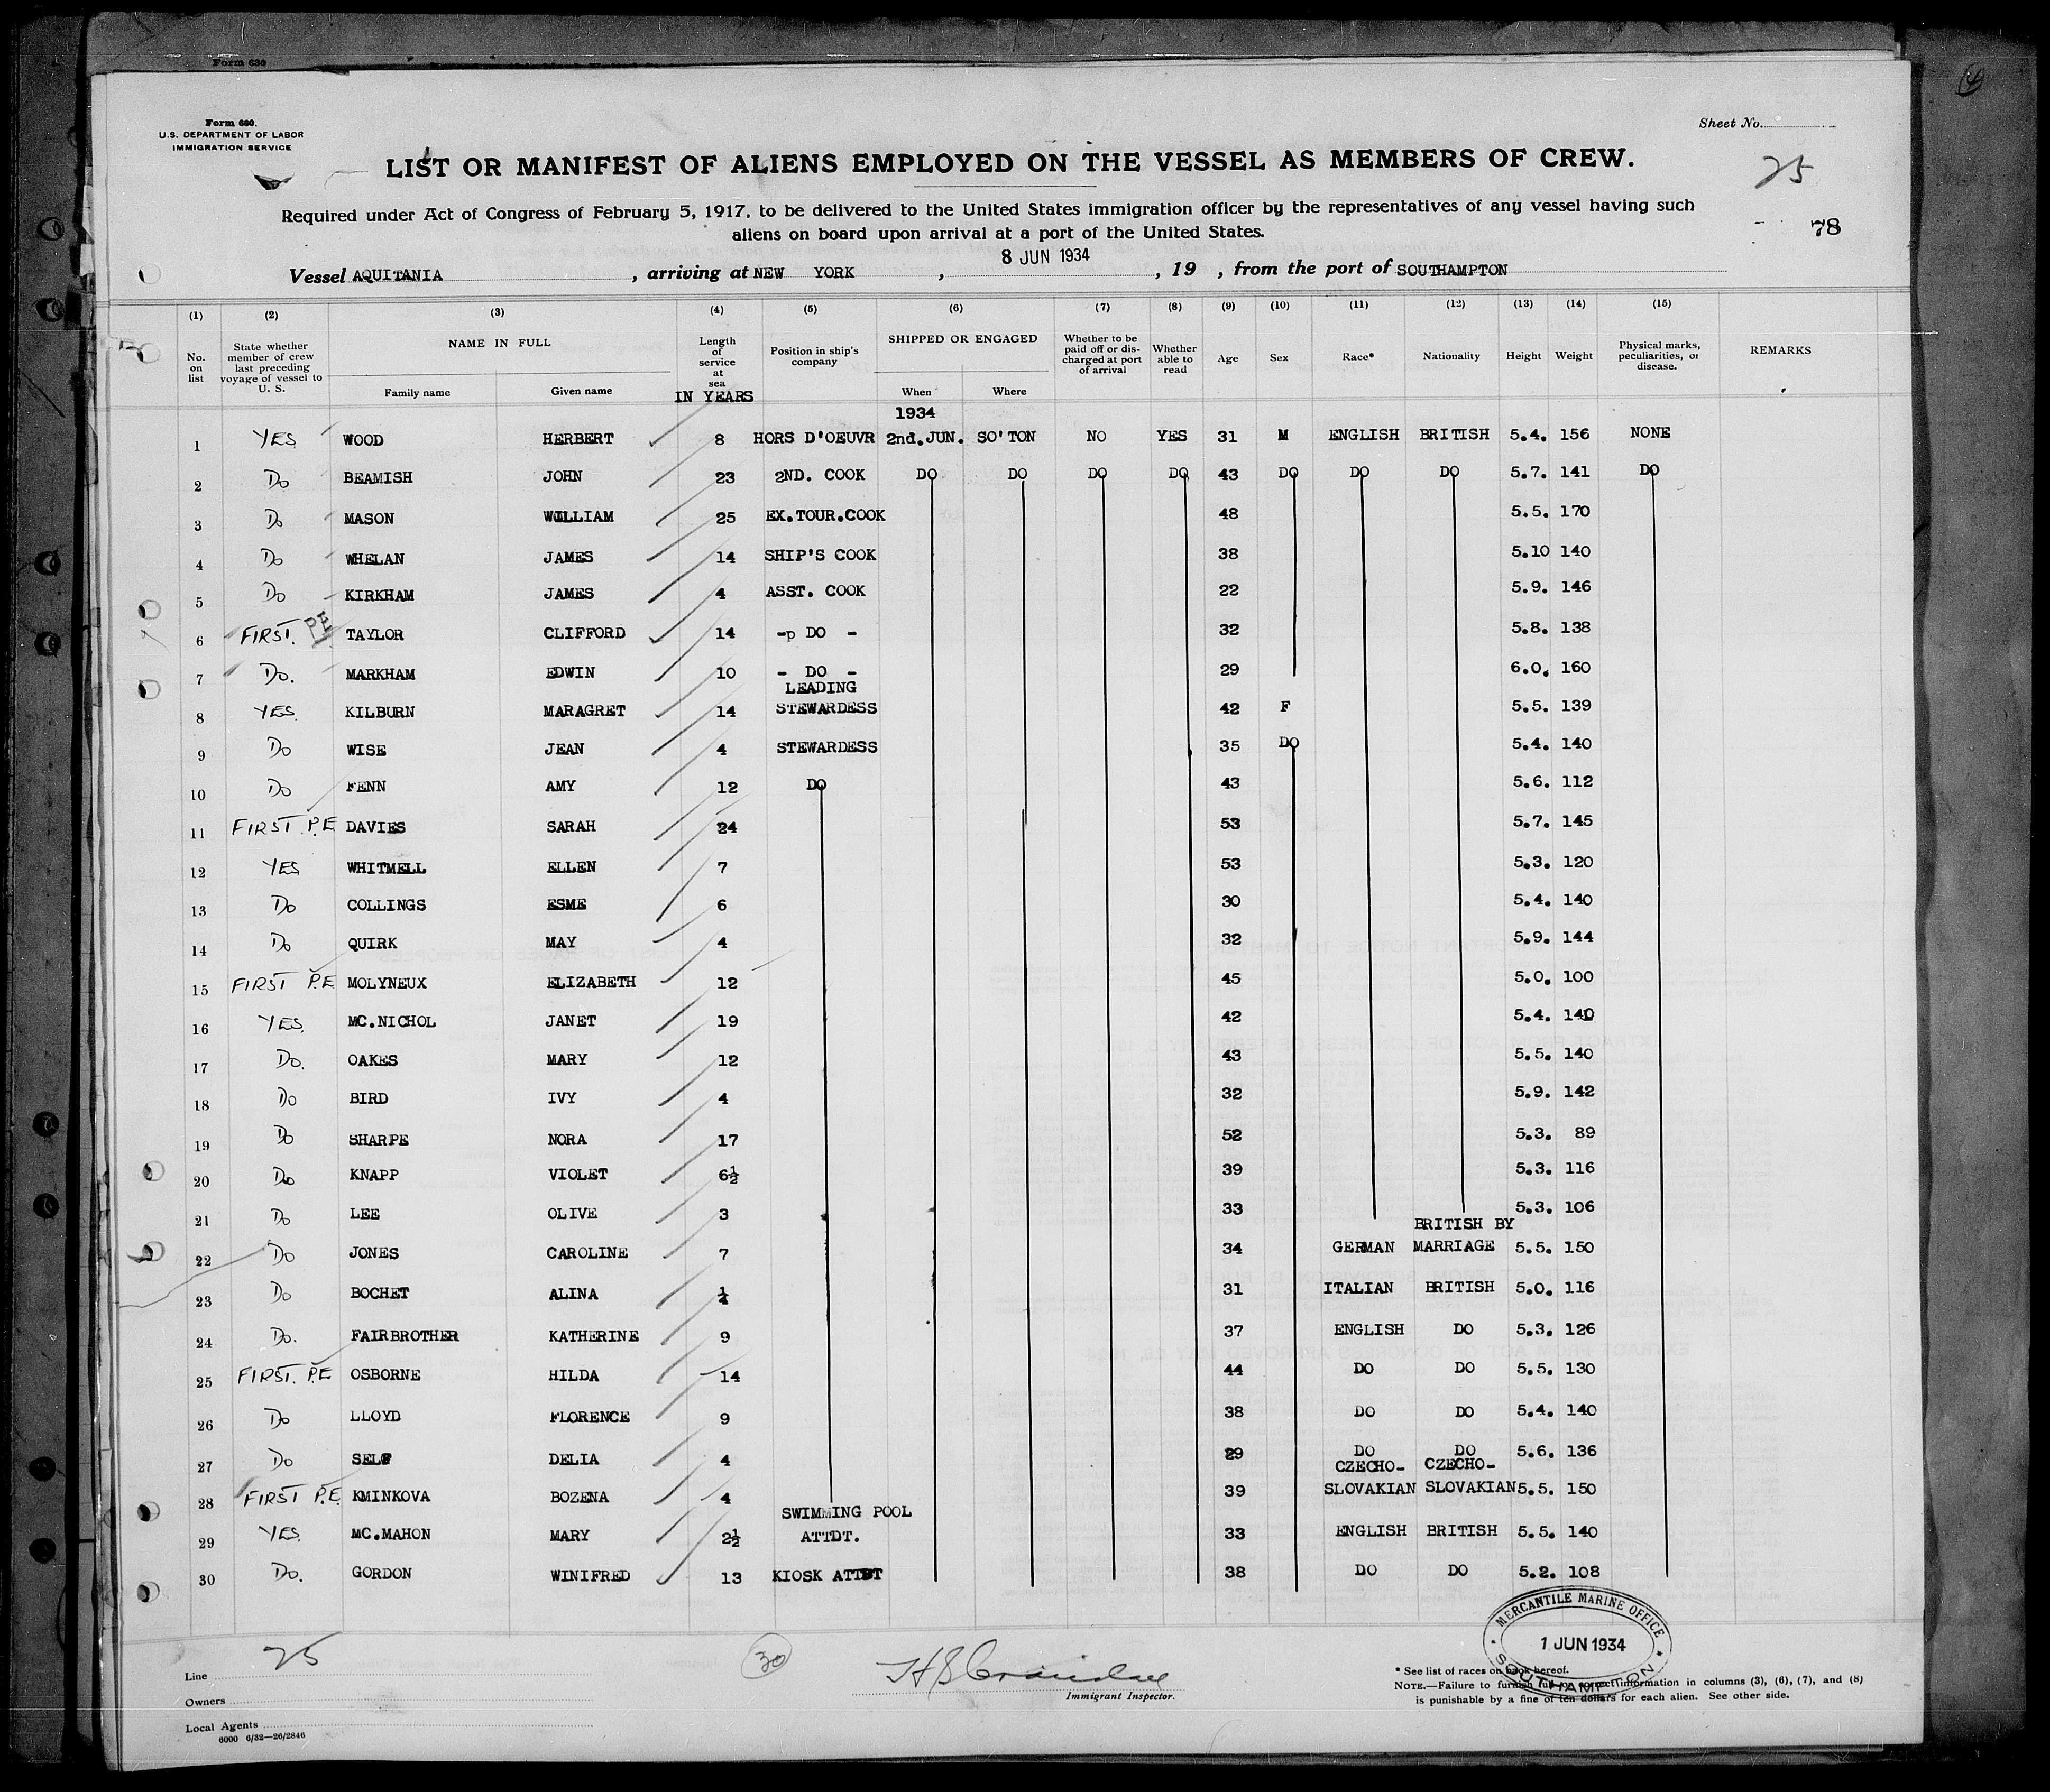 Form 630
Form 680.
U.S. DEPARTMENT OF LABOR
IMMIGRATION SERVICE
Sheet No.
LIST OR MANIFEST OF ALIENS EMPLOYED ON THE VESSEL AS MEMBERS OF CREW.
25
Required under Act of Congress of February 5, 1917, to be delivered to the United States immigration officer by the representatives of any vessel having such
aliens on board upon arrival at a port of the United States.
78
Vessel AQUITANIA, arriving at NEW YORK, 8 JUN 1934, 19 , from the port of SOUTHAMPTON
(1) (2) (3) (4) (5) (6) (7) (8) (9) (10) (11) (12) (13) (14) (15)
No. on list | State whether member of crew last preceding voyage of vessel to U. S. | NAME IN FULL | Family name | Given name | Length of service at sea IN YEARS | Position in ship's company | SHIPPED OR ENGAGED | When | Where | Whether to be paid off or discharged at port of arrival | Whether able to read | Age | Sex | Race* | Nationality | Height | Weight | Physical marks, peculiarities, or disease. | REMARKS
1934
1 YES WOOD HERBERT 8 HORS D'OEUVR 2nd.JUN. SO'TON NO YES 31 M ENGLISH BRITISH 5.4. 156 NONE
2 Do BEAMISH JOHN 23 2ND. COOK DO DO DO DO 43 DO DO DO 5.7. 141 DO
3 Do MASON WILLIAM 25 EX.TOUR.COOK 48 5.5. 170
4 Do WHELAN JAMES 14 SHIP'S COOK 38 5.10 140
5 Do KIRKHAM JAMES 4 ASST. COOK 22 5.9. 146
6 FIRST. PE TAYLOR CLIFFORD 14 -p DO - 32 5.8. 138
7 Do. MARKHAM EDWIN 10 - DO - 29 6.0. 160
LEADING
8 YES KILBURN MARAGRET 14 STEWARDESS 42 F 5.5. 139
9 Do WISE JEAN 4 STEWARDESS 35 DO 5.4. 140
10 Do FENN AMY 12 DO 43 5.6. 112
11 FIRST P.E DAVIES SARAH 24 53 5.7. 145
12 YES WHITMELL ELLEN 7 53 5.3. 120
13 Do COLLINGS ESME 6 30 5.4. 140
14 Do QUIRK MAY 4 32 5.9. 144
15 FIRST P.E MOLYNEUX ELIZABETH 12 45 5.0. 100
16 YES MC.NICHOL JANET 19 42 5.4. 140
17 Do. OAKES MARY 12 43 5.5. 140
18 Do BIRD IVY 4 32 5.9. 142
19 Do SHARPE NORA 17 52 5.3. 89
20 Do KNAPP VIOLET 6½ 39 5.3. 116
21 Do LEE OLIVE 3 33 5.3. 106
BRITISH BY
22 Do JONES CAROLINE 7 34 GERMAN MARRIAGE 5.5. 150
23 Do BOCHET ALINA ¼ 31 ITALIAN BRITISH 5.0. 116
24 Do. FAIRBROTHER KATHERINE 9 37 ENGLISH DO 5.3. 126
25 FIRST. P.E OSBORNE HILDA 14 44 DO DO 5.5. 130
26 Do LLOYD FLORENCE 9 38 DO DO 5.4. 140
27 Do SELF DELIA 4 29 DO DO 5.6. 136
CZECHO- CZECHO-
28 FIRST P.E. KMINKOVA BOZENA 4 39 SLOVAKIAN SLOVAKIAN 5.5. 150
SWIMMING POOL
29 YES MC.MAHON MARY 2½ ATTDT. 33 ENGLISH BRITISH 5.5. 140
30 Do. GORDON WINIFRED 13 KIOSK ATTDT 38 DO DO 5.2. 108
MERCANTILE MARINE OFFICE
1 JUN 1934
SOUTHAMPTON
Line 25
30
Immigrant Inspector.
Owners
Local Agents
6000 6/32—26/2846
* See list of races on back hereof.
NOTE.—Failure to furnish full or correct information in columns (3), (6), (7), and (8)
is punishable by a fine of ten dollars for each alien. See other side.